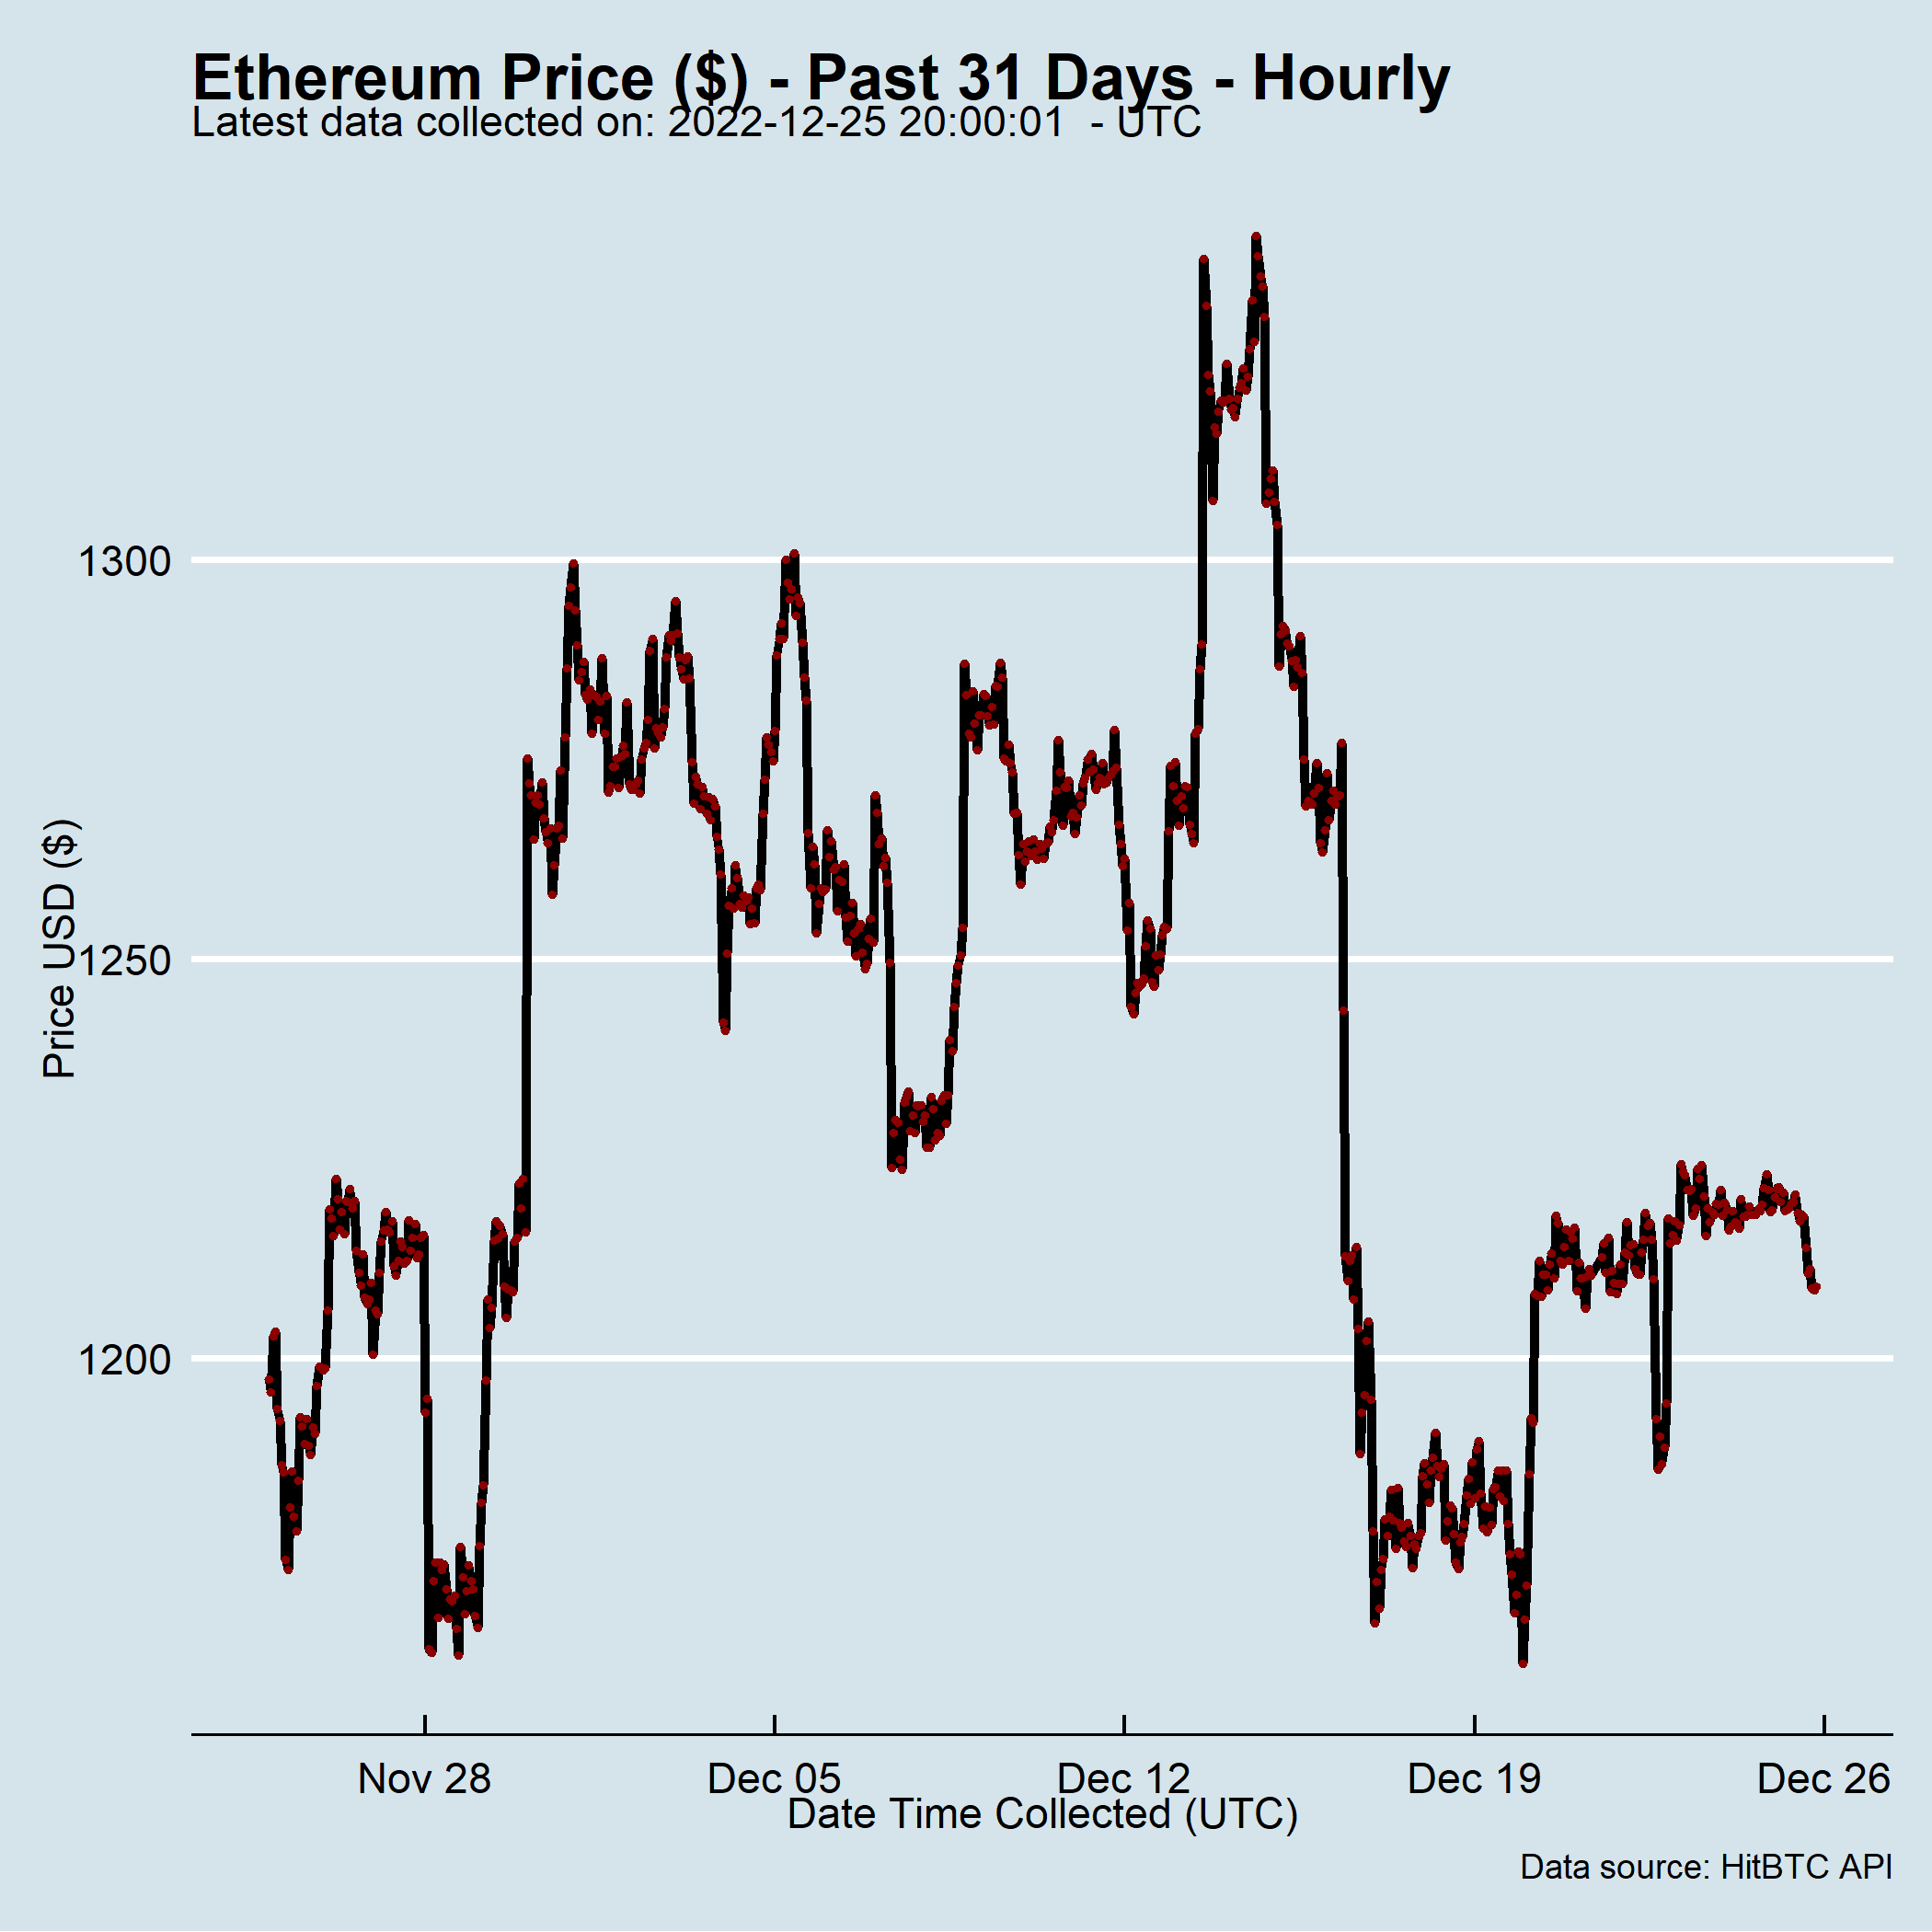 Ethereum Price ($) - Past 31 Days - Hourly
Latest data collected on: 2022-12-25 20:00:01  - UTC
Price USD ($)
1300
1250
1200
Nov 28
Dec 05
Dec 12
Dec 19
Dec 26
Date Time Collected (UTC)
Data source: HitBTC API